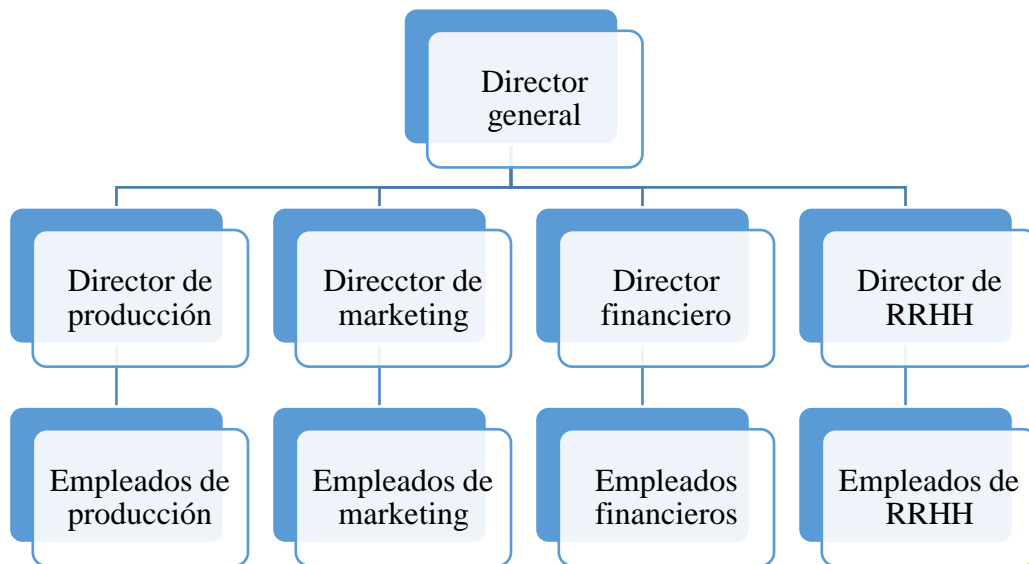 Director
general
Director de
producción
Direcctor de
marketing
Director
financiero
Director de
RRHH
Empleados de
producción
Empleados de
marketing
Empleados
financieros
Empleados de
RRHH